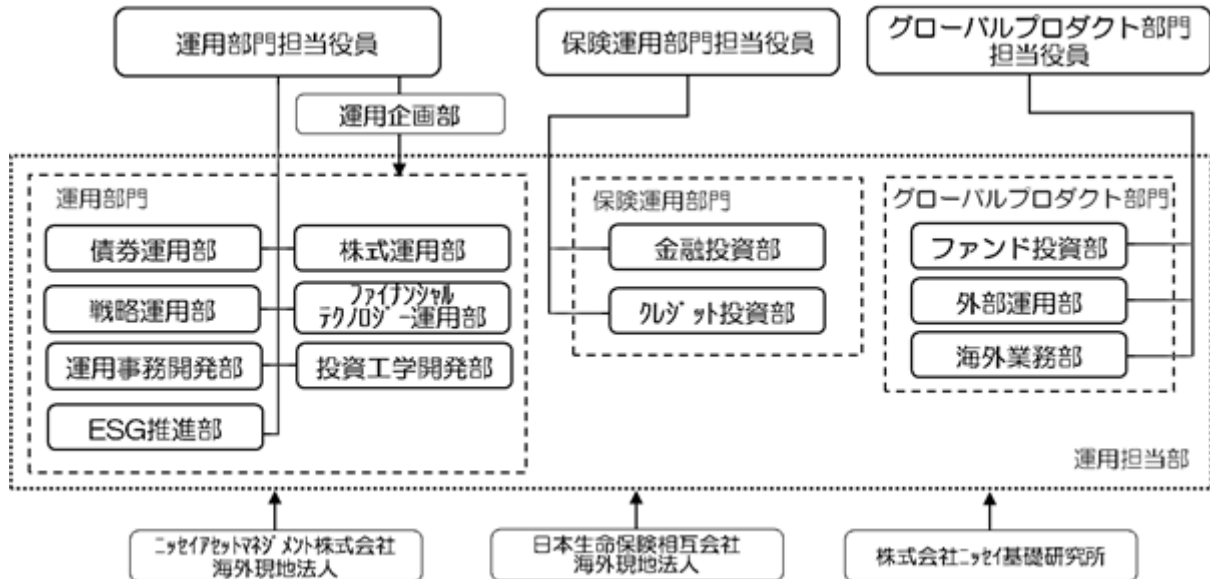 運用部門担当役員
保険運用部門担当役員
グローバルプロダクト部門
担当役員
運用企画部
運用部門
債券運用部
株式運用部
戦略運用部
ファイナンシャル
テクノロジー運用部
運用事務開発部
投資工学開発部
ESG推進部
保険運用部門
金融投資部
クレジット投資部
グローバルプロダクト部門
ファンド投資部
外部運用部
海外業務部
運用担当部
ニッセイアセットマネジメント株式会社
海外現地法人
日本生命保険相互会社
海外現地法人
株式会社ニッセイ基礎研究所